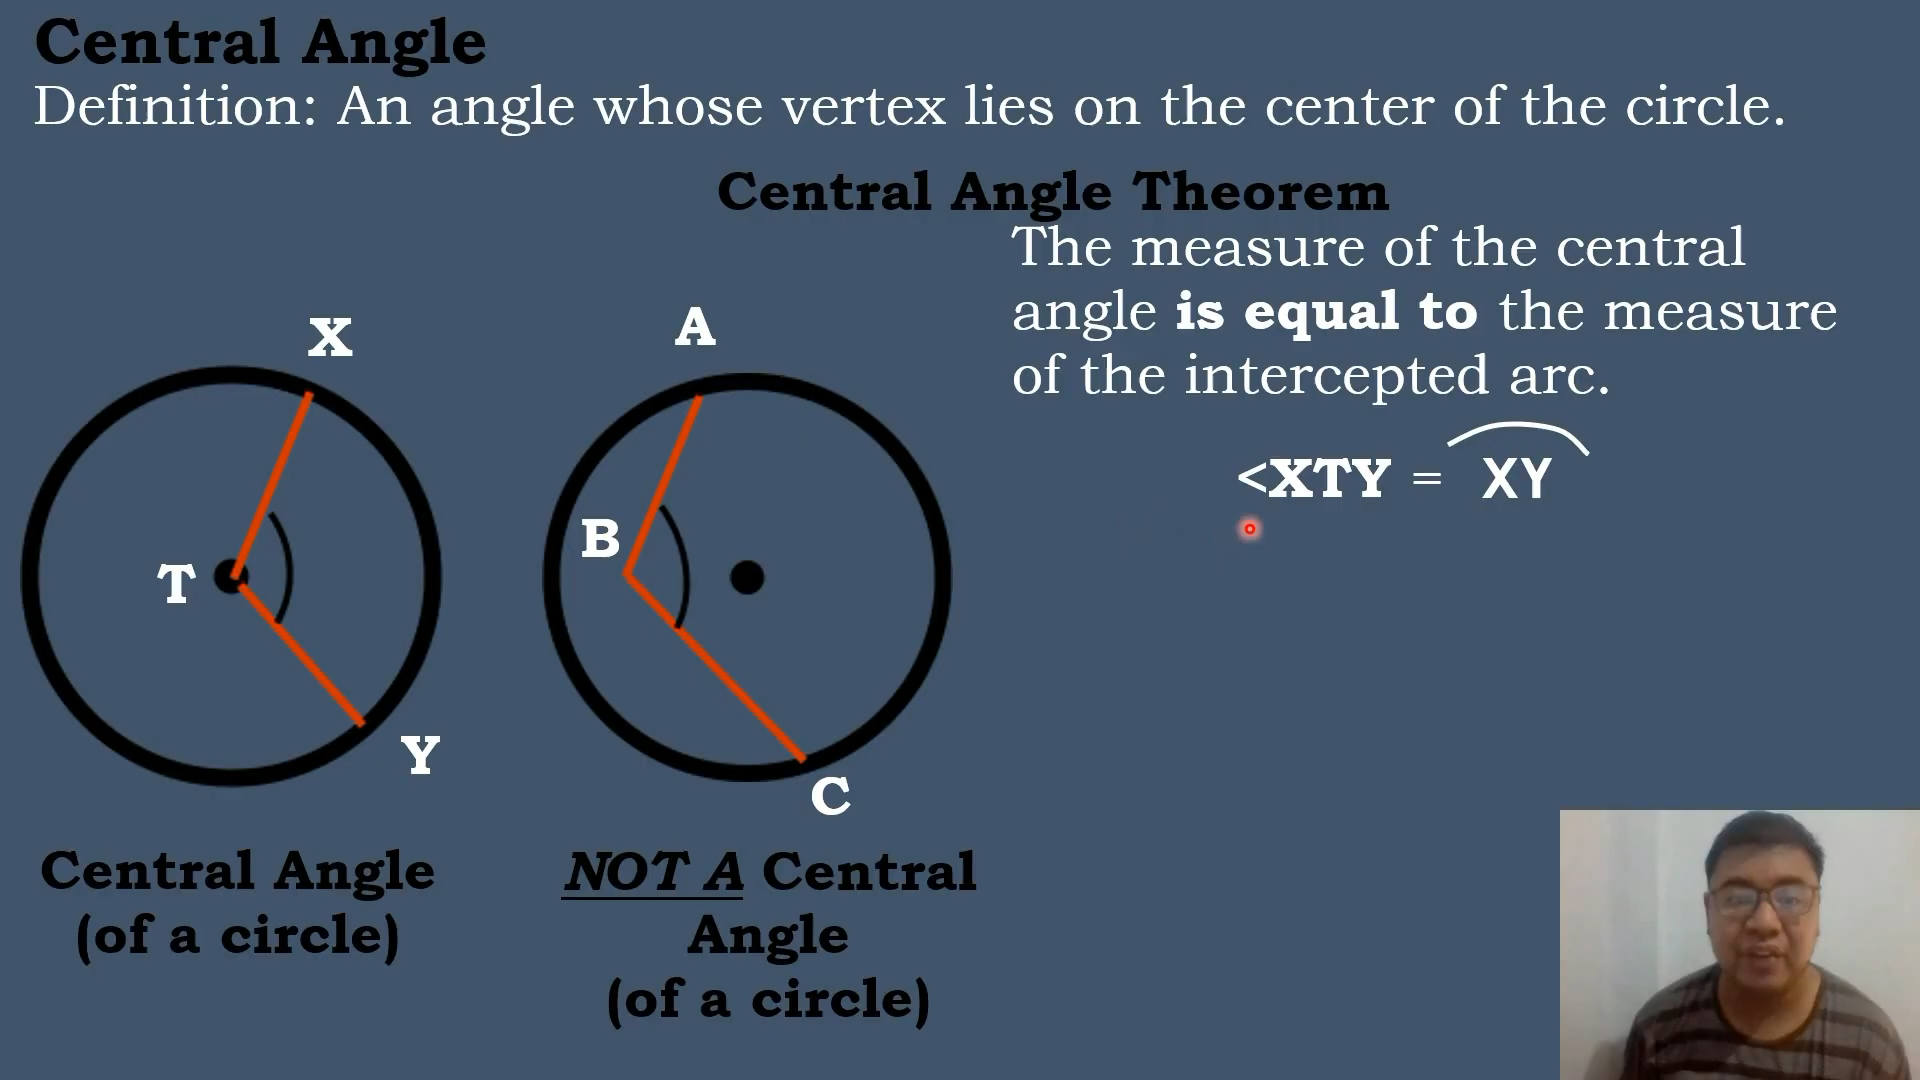 Central Angle
Definition: An angle whose vertex lies on the center of the circle.
Central Angle Theorem
The measure of the central
angle is equal to the measure
of the intercepted arc.
<XTY = XY
X
T
Y
A
B
C
Central Angle
(of a circle)
NOT A Central
Angle
(of a circle)